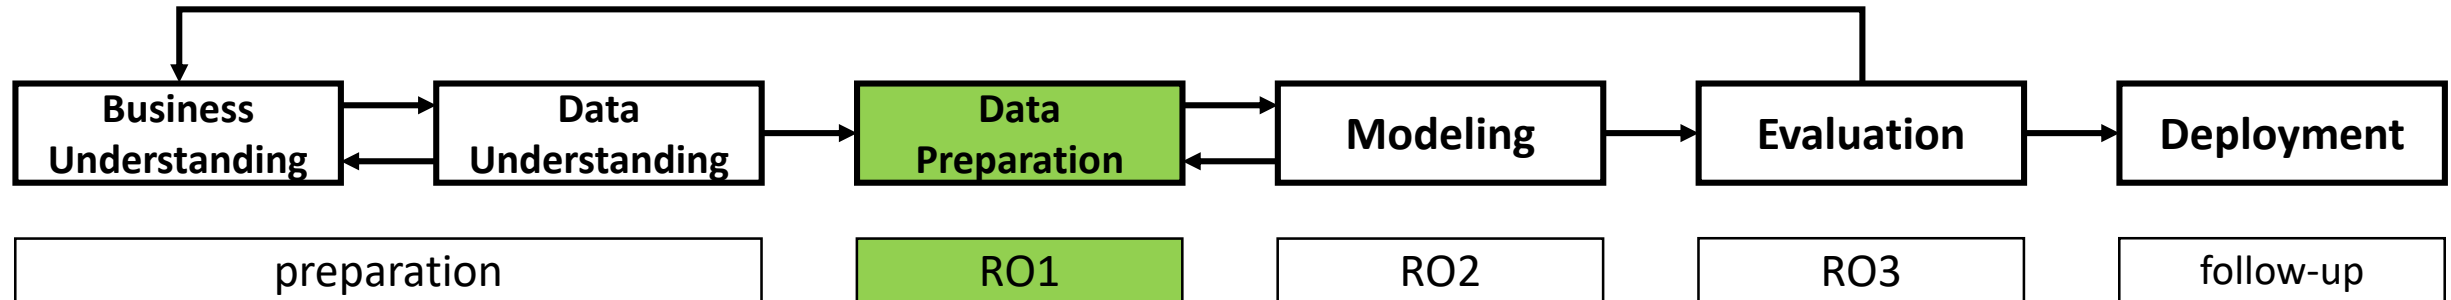 Business
Understanding
Data
Understanding
Data
Preparation
Modeling
Evaluation
Deployment
preparation
RO1
RO2
RO3
follow-up